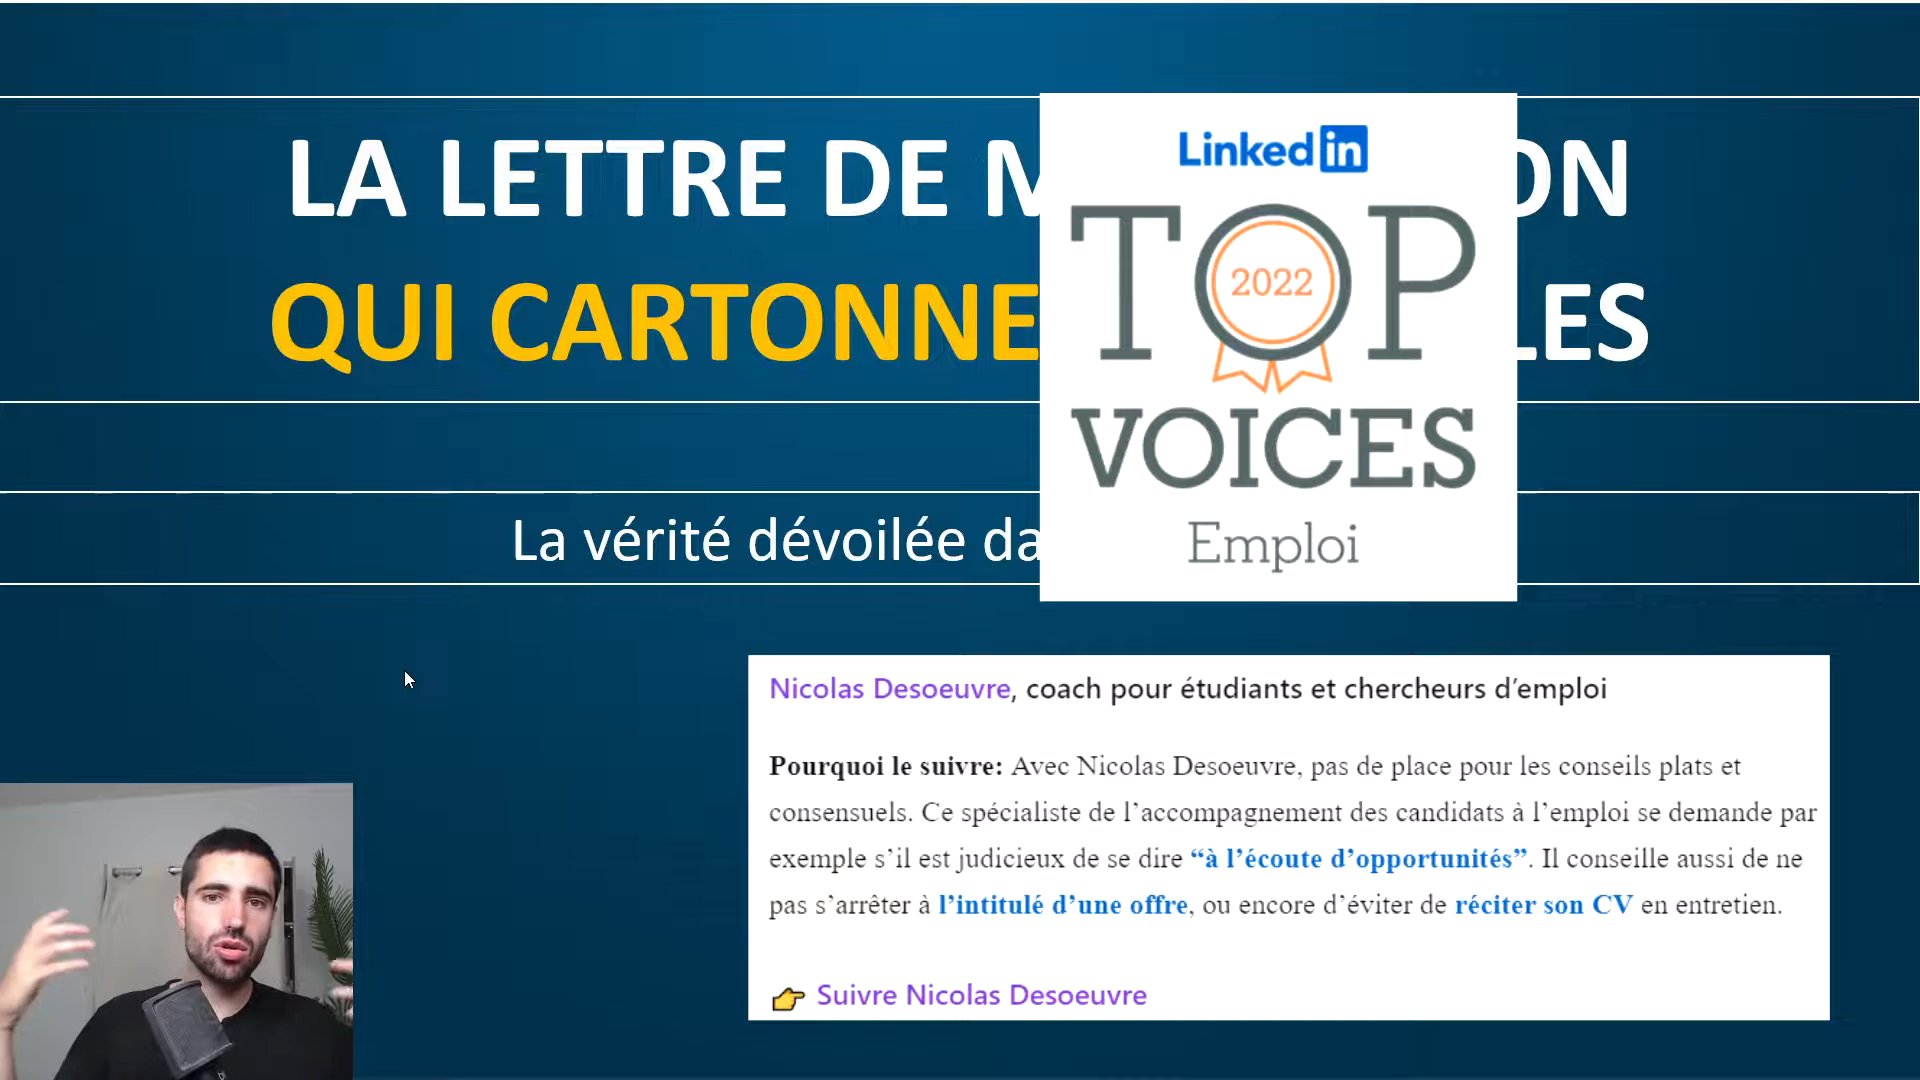 LA LETTRE DE M ON
QUI CARTONNE LES
La vérité dévoilée da
LinkedIn
TOP
2022
VOICES
Emploi
Nicolas Desoeuvre, coach pour étudiants et chercheurs d’emploi
Pourquoi le suivre: Avec Nicolas Desoeuvre, pas de place pour les conseils plats et
consensuels. Ce spécialiste de l’accompagnement des candidats à l’emploi se demande par
exemple s’il est judicieux de se dire “à l’écoute d’opportunités”. Il conseille aussi de ne
pas s’arrêter à l’intitulé d’une offre, ou encore d’éviter de réciter son CV en entretien.
👉 Suivre Nicolas Desoeuvre